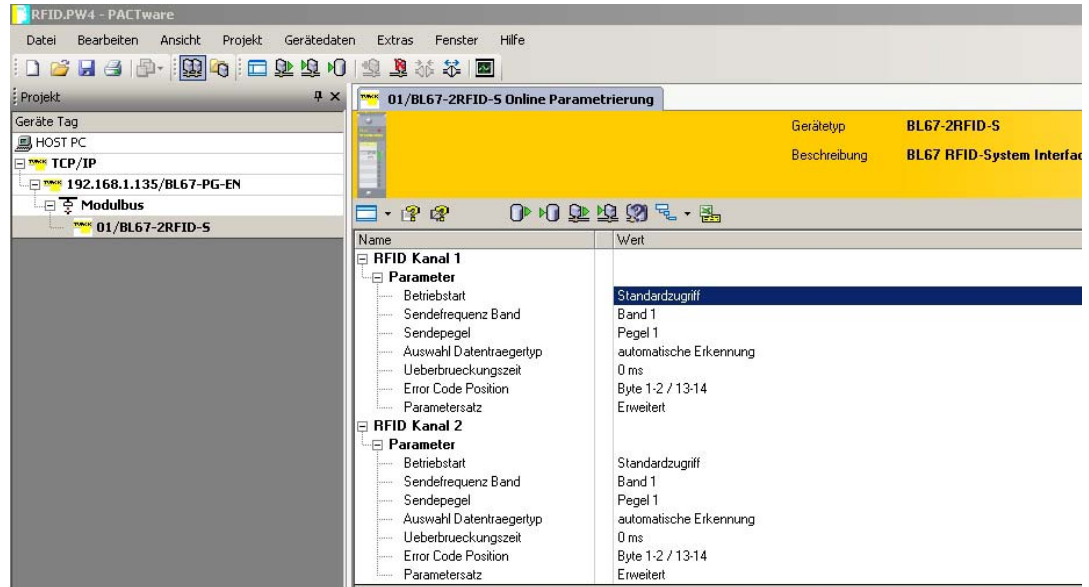 RFID.PW4 - PACTware
Datei Bearbeiten Ansicht Projekt Gerätedaten Extras Fenster Hilfe
Projekt
Geräte Tag
HOST PC
TURCK TCP/IP
TURCK 192.168.1.135/BL67-PG-EN
Modulbus
TURCK 01/BL67-2RFID-S
TURCK 01/BL67-2RFID-S Online Parametrierung
Gerätetyp BL67-2RFID-S
Beschreibung BL67 RFID-System Interfac
Name Wert
RFID Kanal 1
Parameter
Betriebstart Standardzugriff
Sendefrequenz Band Band 1
Sendepegel Pegel 1
Auswahl Datentraegertyp automatische Erkennung
Ueberbrueckungszeit 0 ms
Error Code Position Byte 1-2 / 13-14
Parametersatz Erweitert
RFID Kanal 2
Parameter
Betriebstart Standardzugriff
Sendefrequenz Band Band 1
Sendepegel Pegel 1
Auswahl Datentraegertyp automatische Erkennung
Ueberbrueckungszeit 0 ms
Error Code Position Byte 1-2 / 13-14
Parametersatz Erweitert